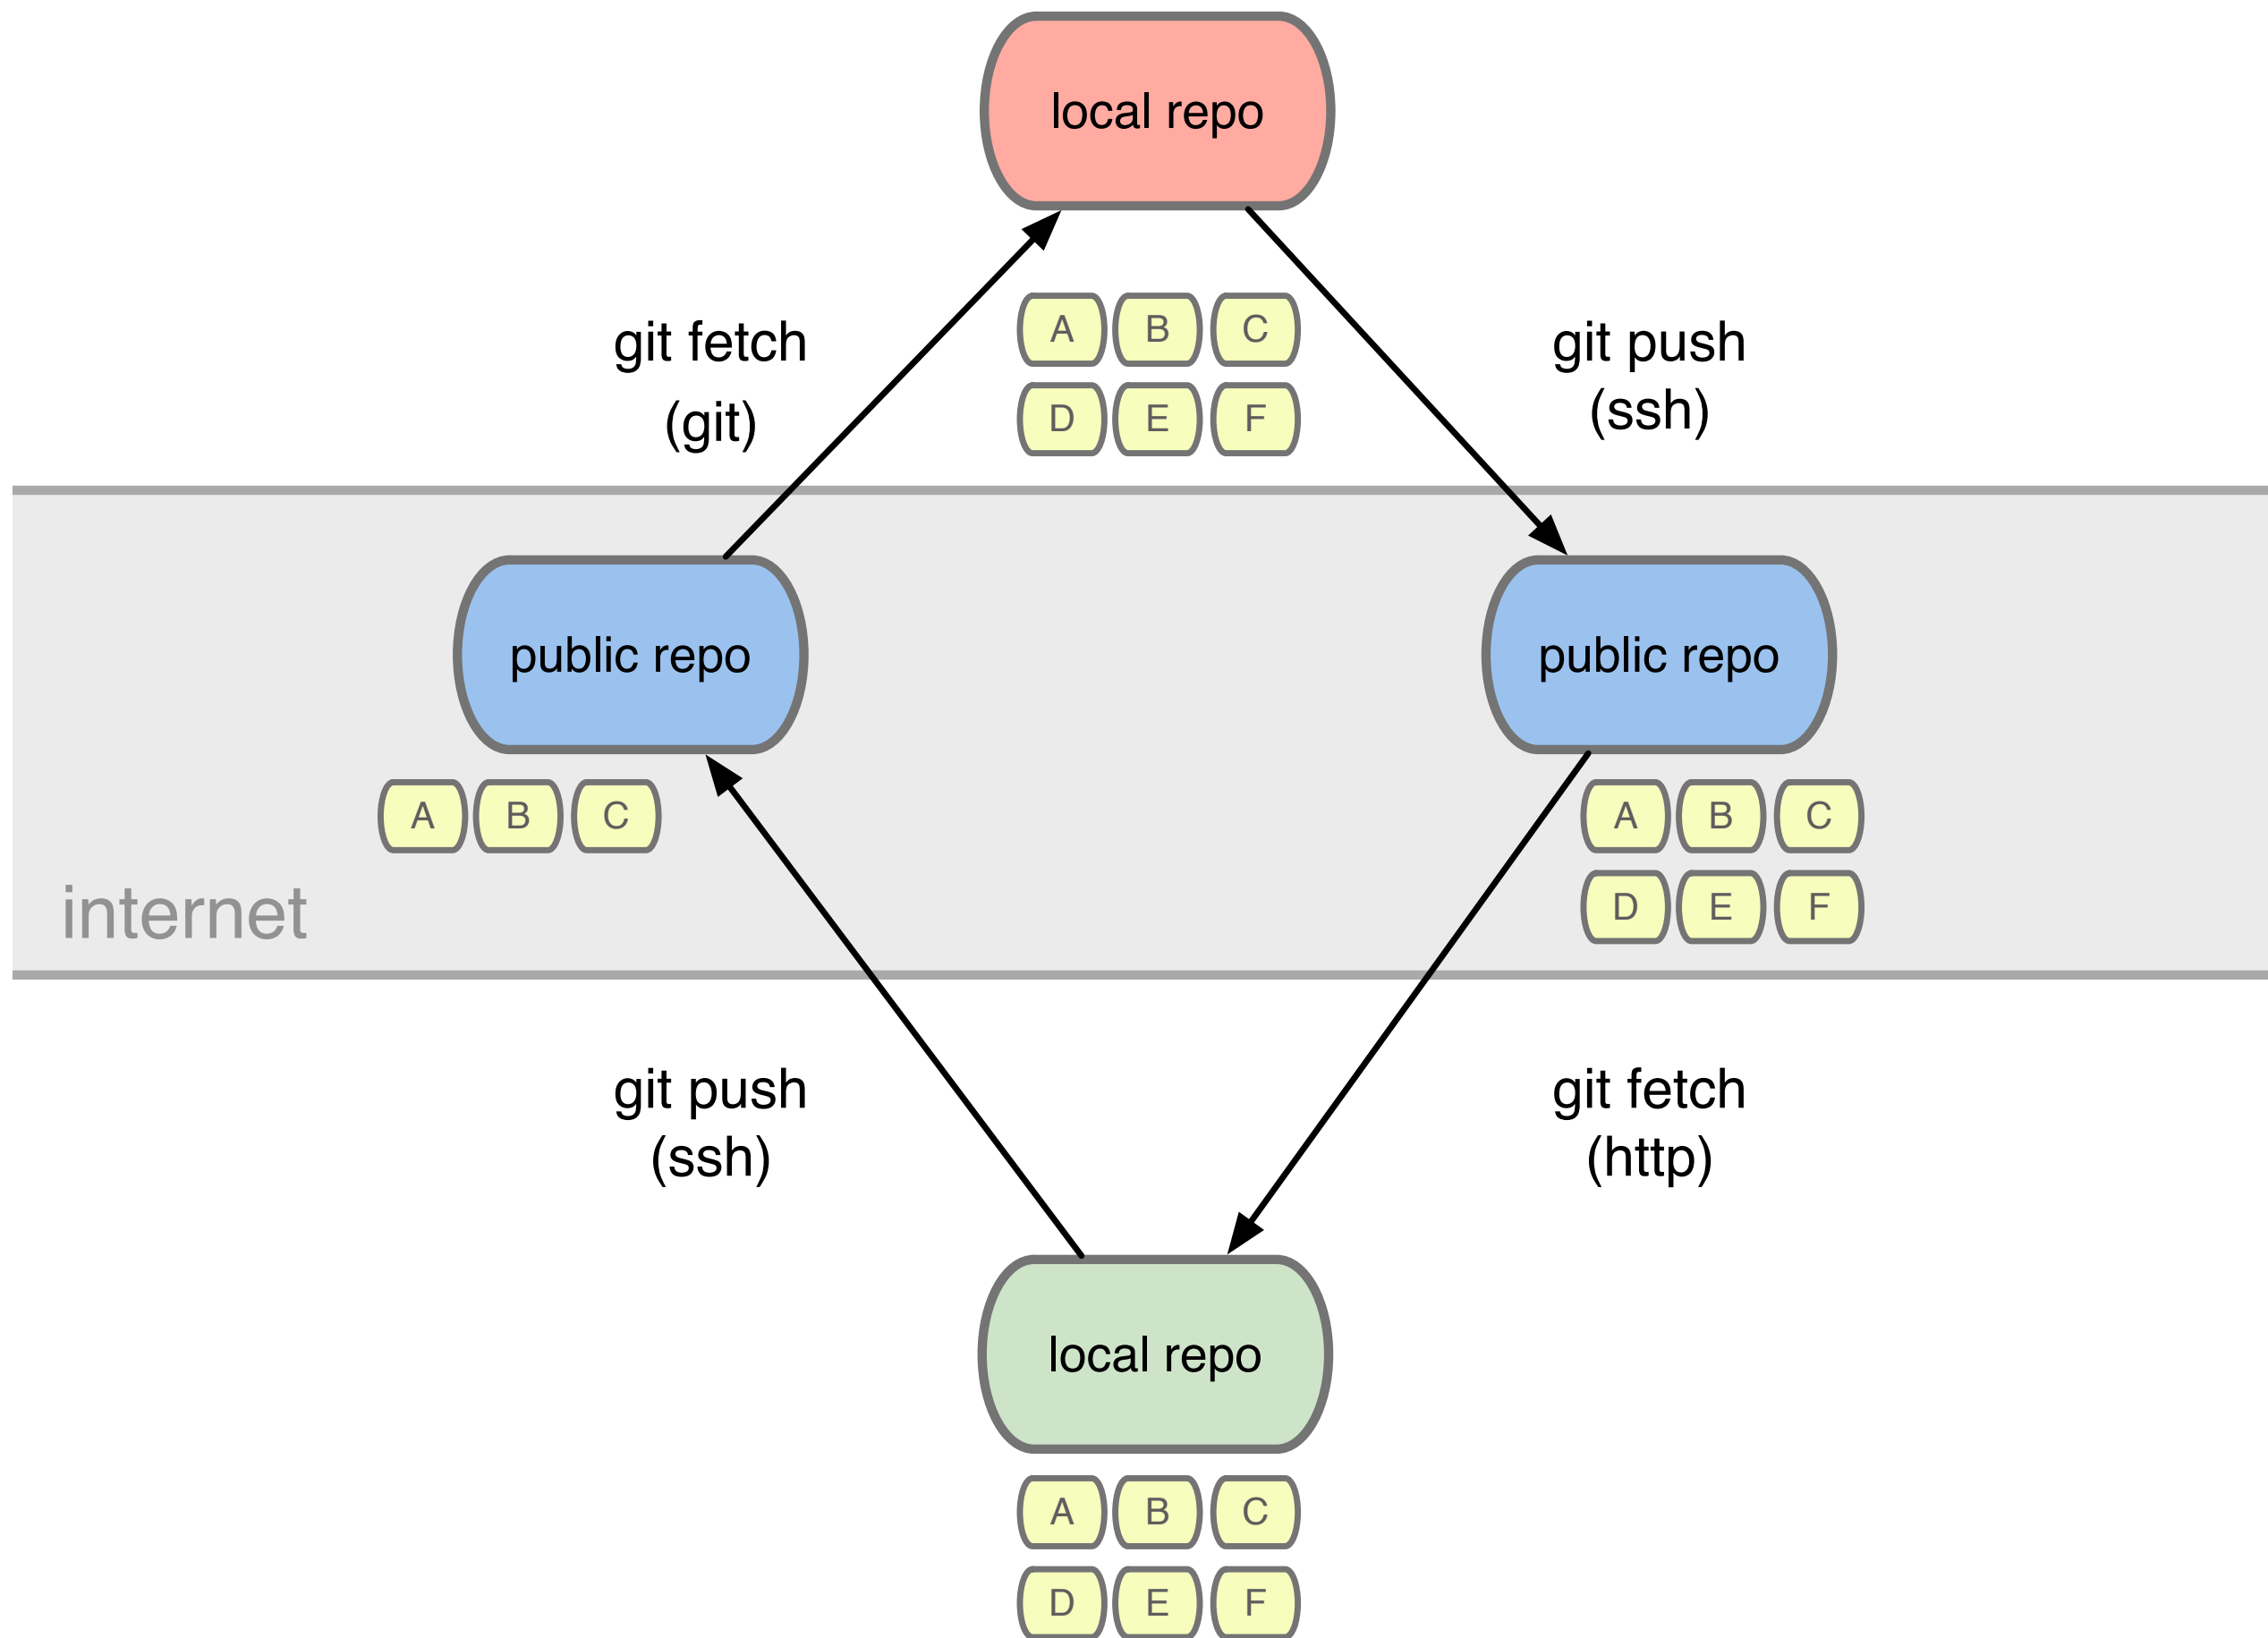 local repo
git fetch
(git)
A B C
D E F
git push
(ssh)
public repo
public repo
A B C
A B C
D E F
internet
git push
(ssh)
git fetch
(http)
local repo
A B C
D E F